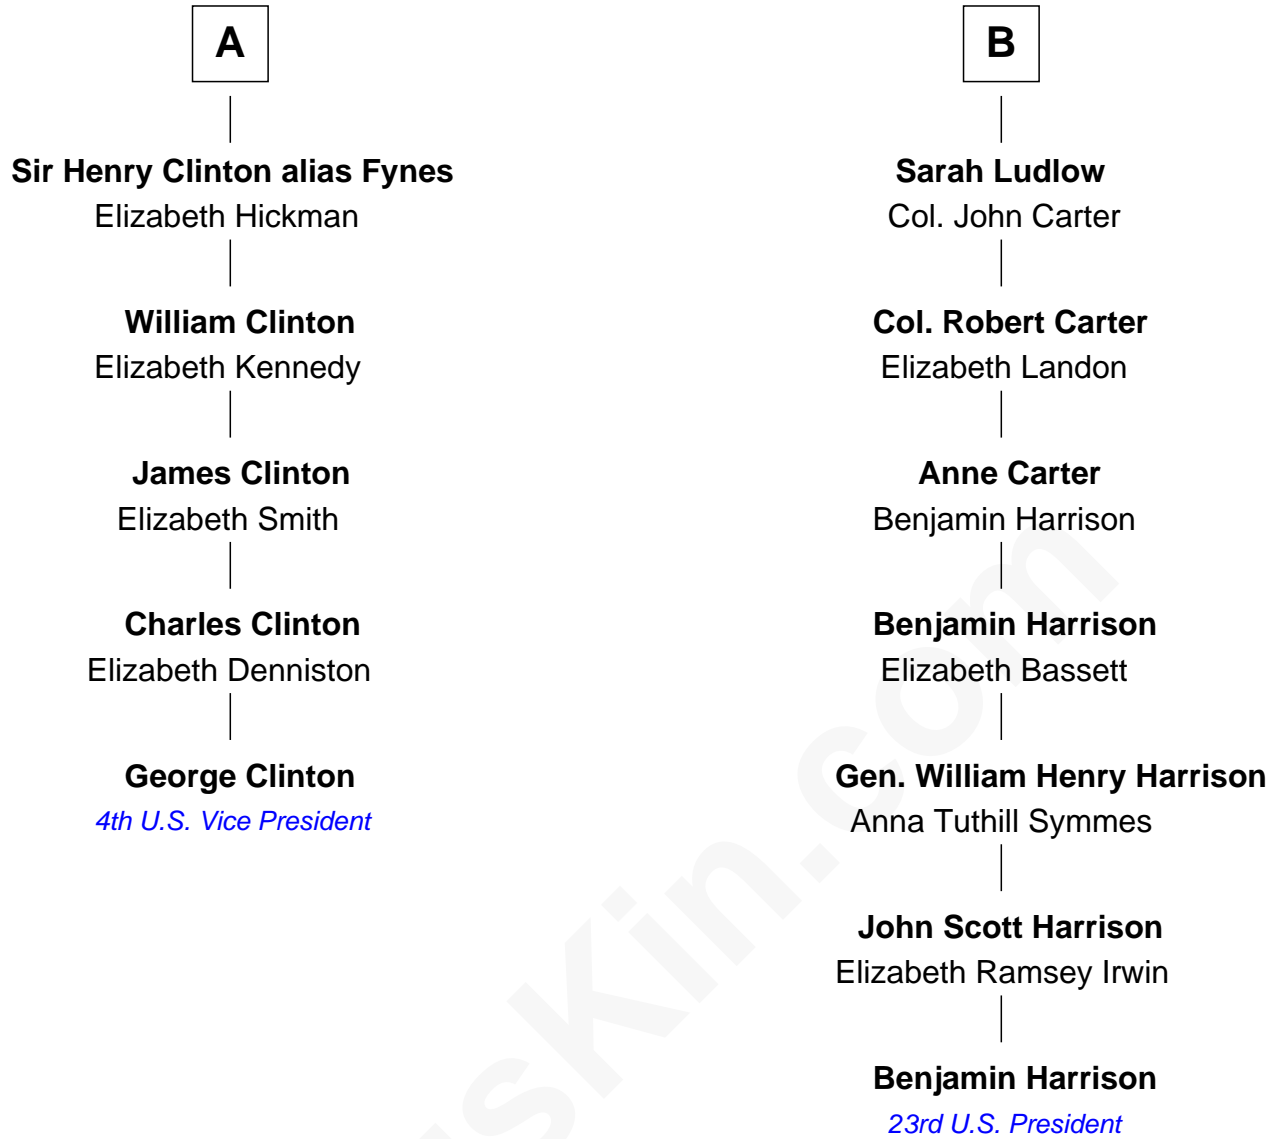 A
Sir Henry Clinton alias Fynes
Elizabeth Hickman
William Clinton
Elizabeth Kennedy
James Clinton
Elizabeth Smith
Charles Clinton
Elizabeth Denniston
George Clinton
4th U.S. Vice President
B
Sarah Ludlow
Col. John Carter
Col. Robert Carter
Elizabeth Landon
Anne Carter
Benjamin Harrison
Benjamin Harrison
Elizabeth Bassett
Gen. William Henry Harrison
Anna Tuthill Symmes
John Scott Harrison
Elizabeth Ramsey Irwin
Benjamin Harrison
23rd U.S. President